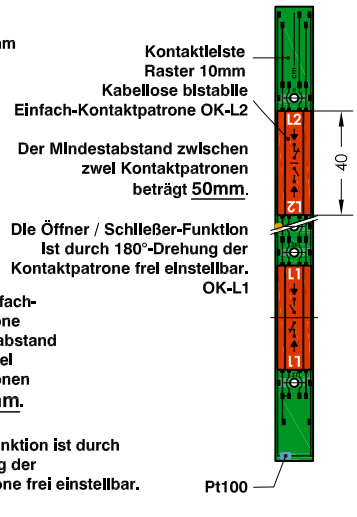 m
Kontaktleiste
Raster 10mm
Kabellose bistabile
Einfach-Kontaktpatrone OK-L2
Der Mindestabstand zwischen
zwei Kontaktpatronen
beträgt 50mm.
Die Öffner / Schließer-Funktion
ist durch 180°-Drehung der
Kontaktpatrone frei einstellbar.
OK-L1
fach-
one
abstand
el
onen
m.
nktion ist durch
g der
one frei einstellbar.
Pt100
cm
L2
L2
40
L1
L1